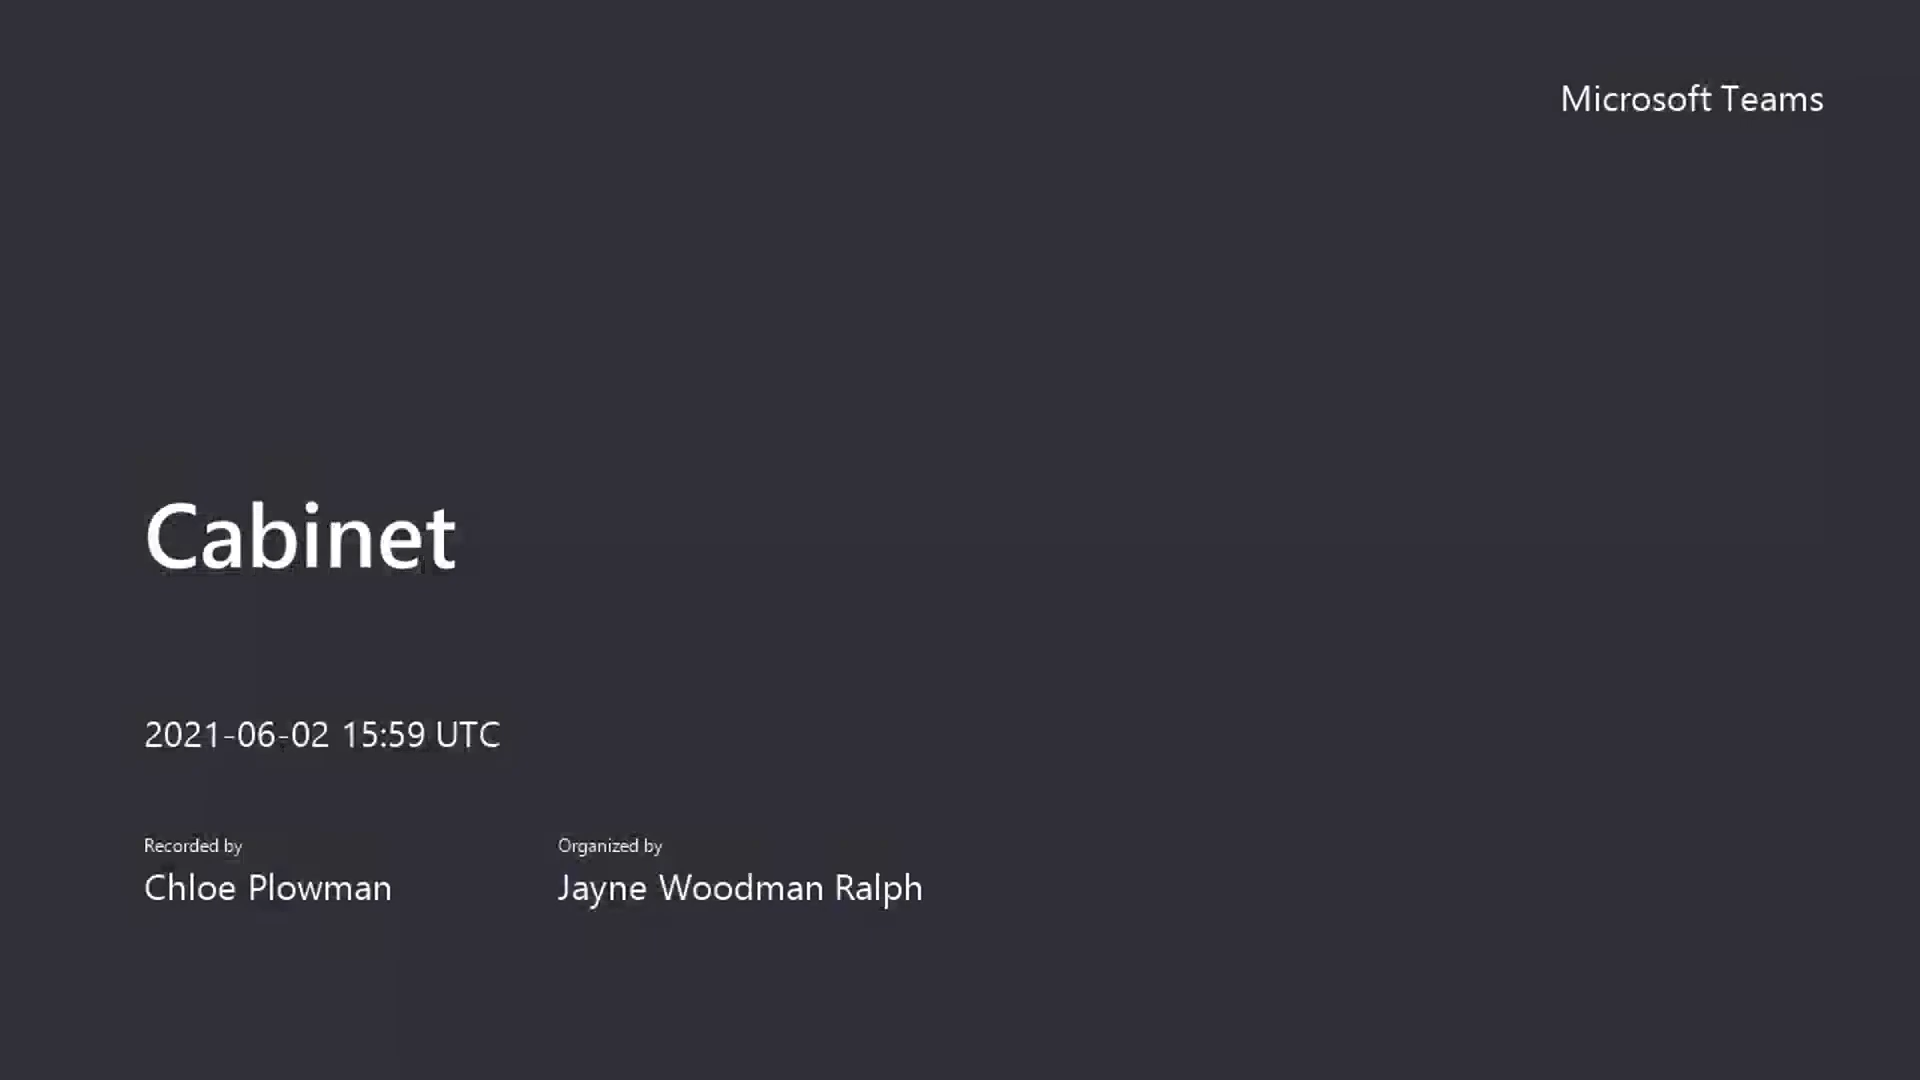 Microsoft Teams
Cabinet
2021-06-02 15:59 UTC
Recorded by
Chloe Plowman
Organized by
Jayne Woodman Ralph